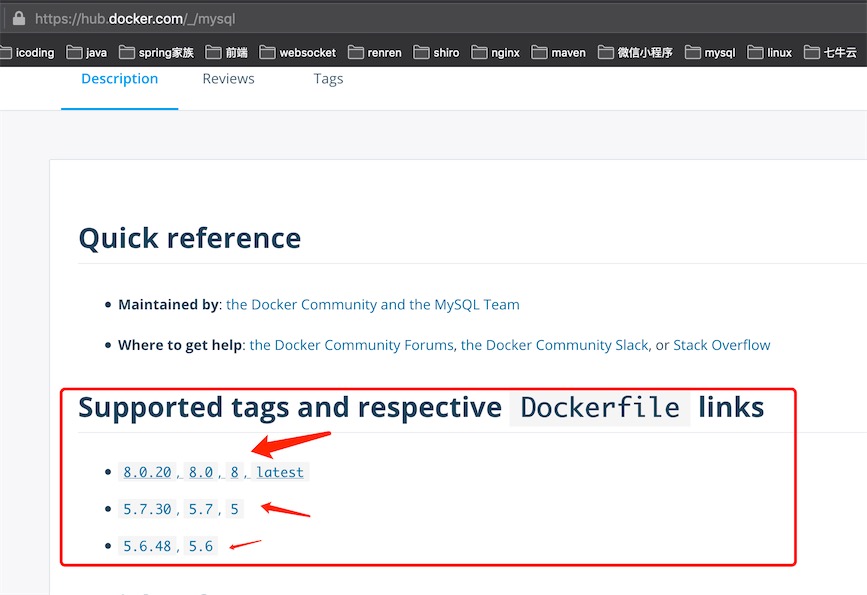 https://hub.docker.com/_/mysql
icoding java spring家族 前端 websocket renren shiro nginx maven 微信小程序 mysql linux 七牛云
Description Reviews Tags
Quick reference
• Maintained by: the Docker Community and the MySQL Team
• Where to get help: the Docker Community Forums, the Docker Community Slack, or Stack Overflow
Supported tags and respective Dockerfile links
• 8.0.20, 8.0, 8, latest
• 5.7.30, 5.7, 5
• 5.6.48, 5.6